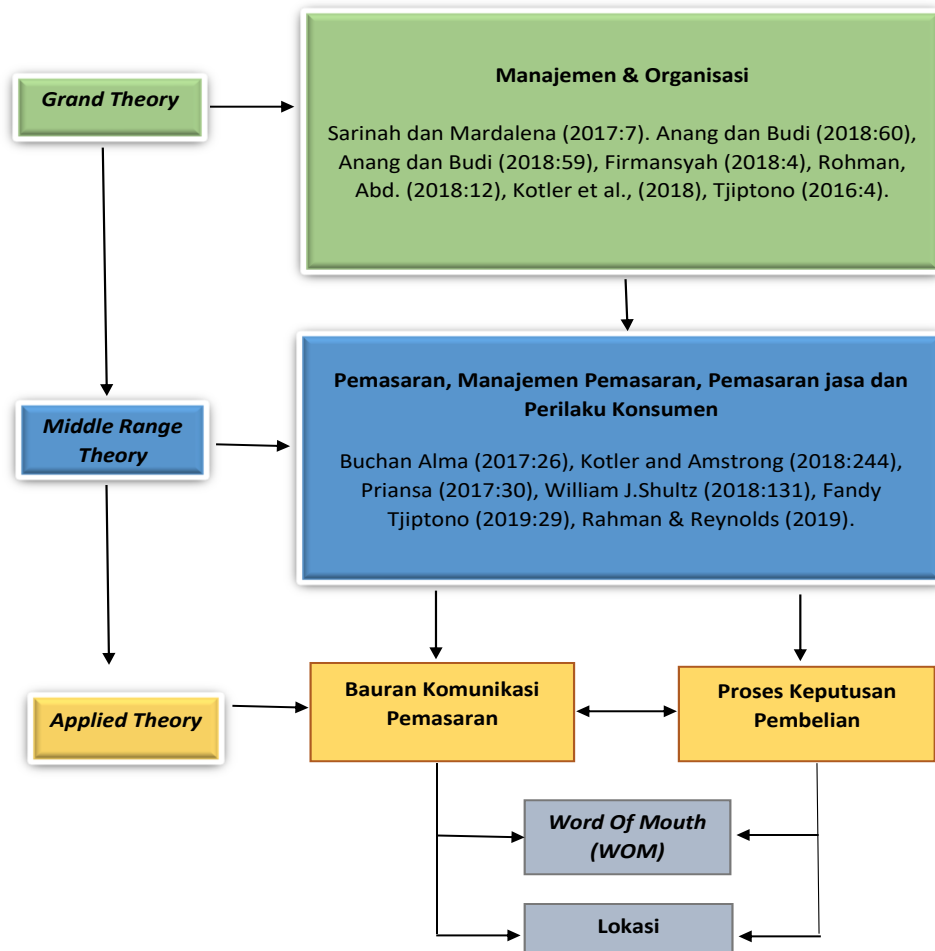 Grand Theory
Manajemen & Organisasi
Sarinah dan Mardalena (2017:7). Anang dan Budi (2018:60),
Anang dan Budi (2018:59), Firmansyah (2018:4), Rohman,
Abd. (2018:12), Kotler et al., (2018), Tjiptono (2016:4).
Middle Range
Theory
Pemasaran, Manajemen Pemasaran, Pemasaran jasa dan
Perilaku Konsumen
Buchan Alma (2017:26), Kotler and Amstrong (2018:244),
Priansa (2017:30), William J.Shultz (2018:131), Fandy
Tjiptono (2019:29), Rahman & Reynolds (2019).
Applied Theory
Bauran Komunikasi
Pemasaran
Proses Keputusan
Pembelian
Word Of Mouth
(WOM)
Lokasi